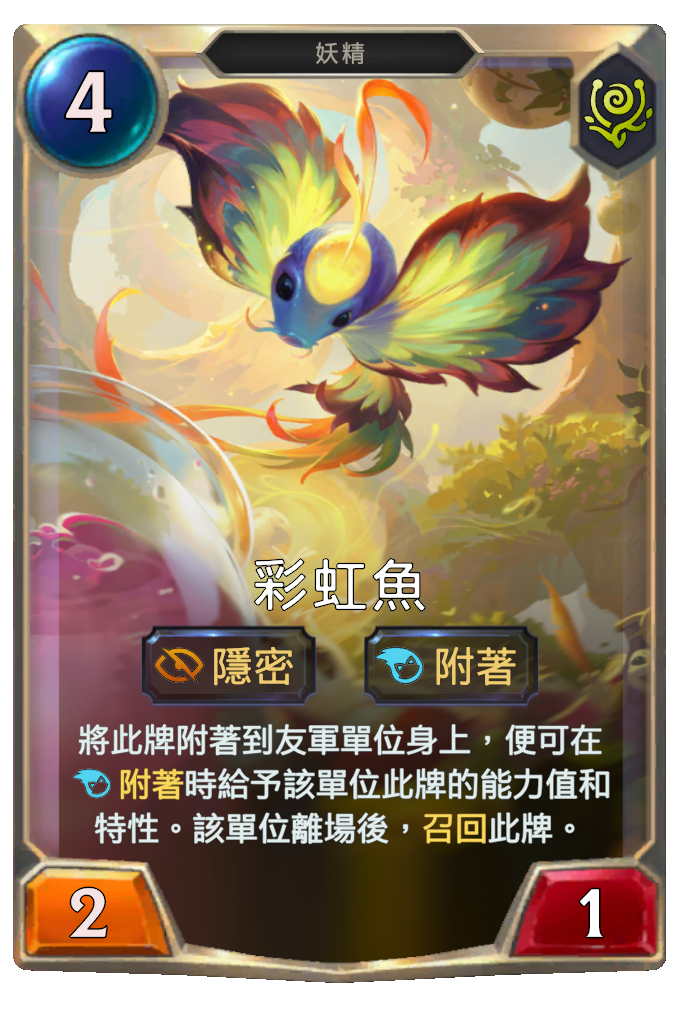 4
妖精
彩虹魚
隱密 附著
將此牌附著到友軍單位身上，便可在
附著時給予該單位此牌的能力值和
特性。該單位離場後，召回此牌。
2
1